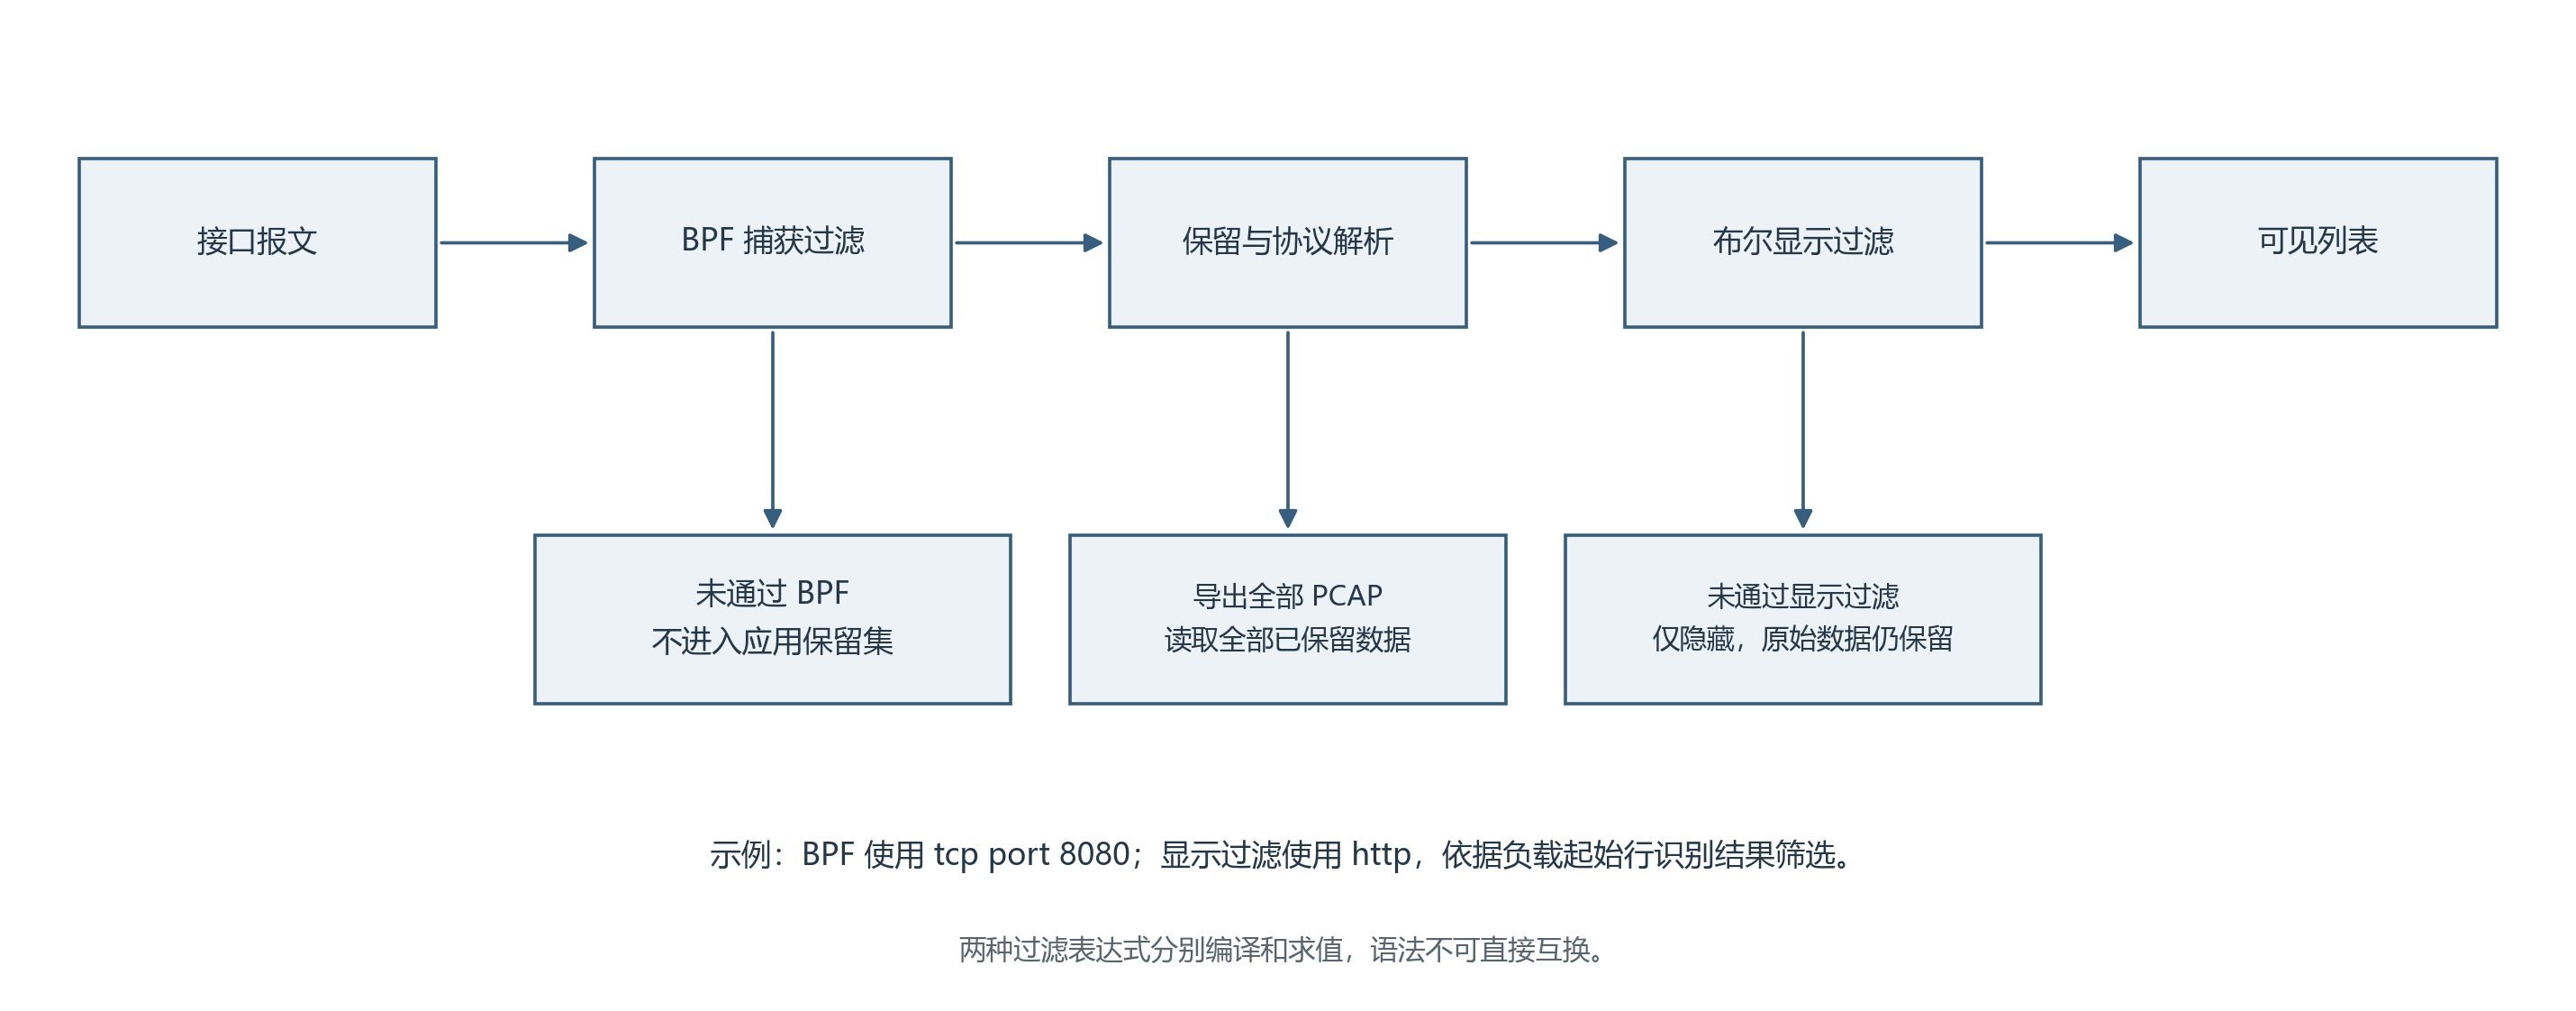 接口报文
BPF 捕获过滤
保留与协议解析
布尔显示过滤
可见列表
未通过 BPF
不进入应用保留集
导出全部 PCAP
读取全部已保留数据
未通过显示过滤
仅隐藏，原始数据仍保留
示例：BPF 使用 tcp port 8080；显示过滤使用 http，依据负载起始行识别结果筛选。
两种过滤表达式分别编译和求值，语法不可直接互换。